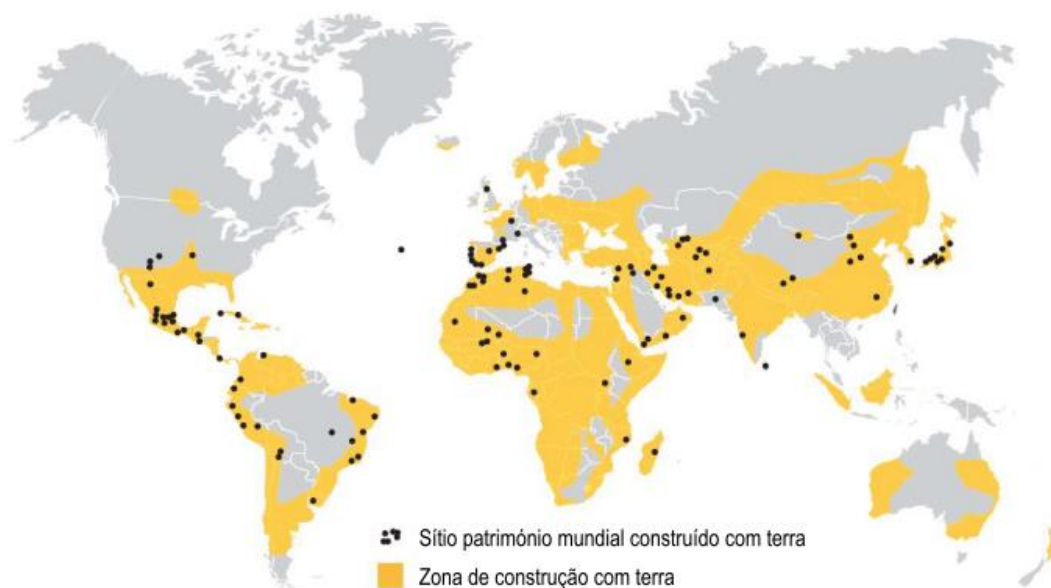 Sítio património mundial construído com terra
Zona de construção com terra